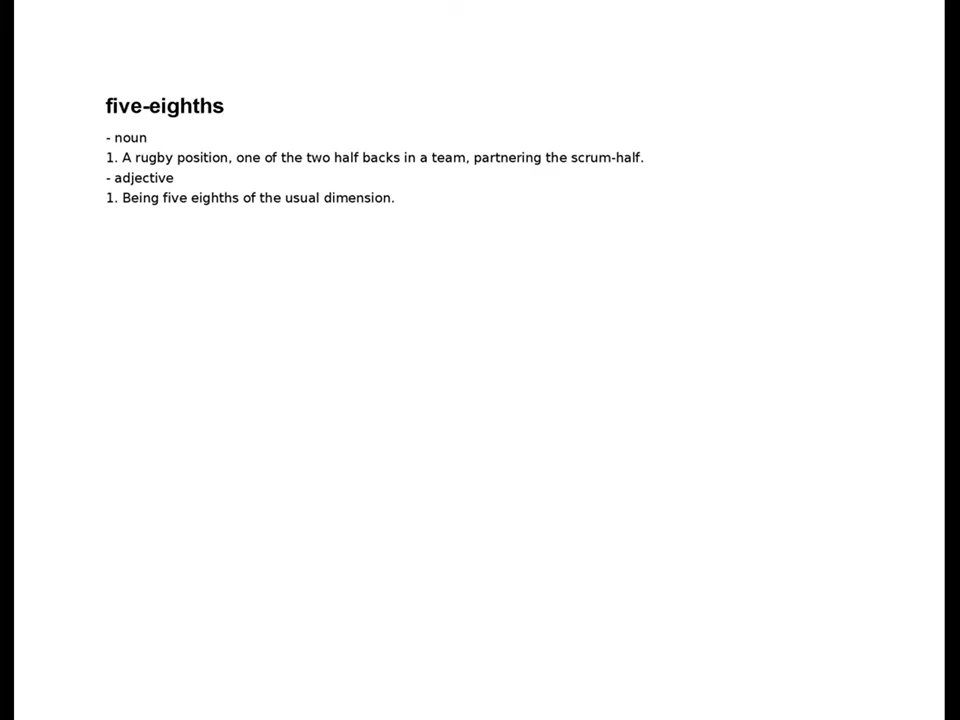 five-eighths
- noun
1. A rugby position, one of the two half backs in a team, partnering the scrum-half.
- adjective
1. Being five eighths of the usual dimension.